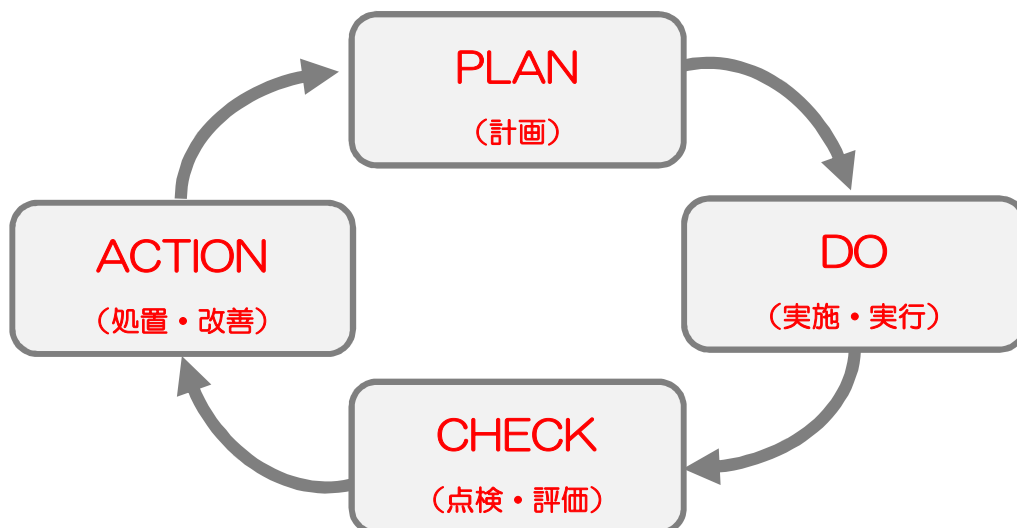 PLAN
（計画）
DO
（実施・実行）
CHECK
（点検・評価）
ACTION
（処置・改善）